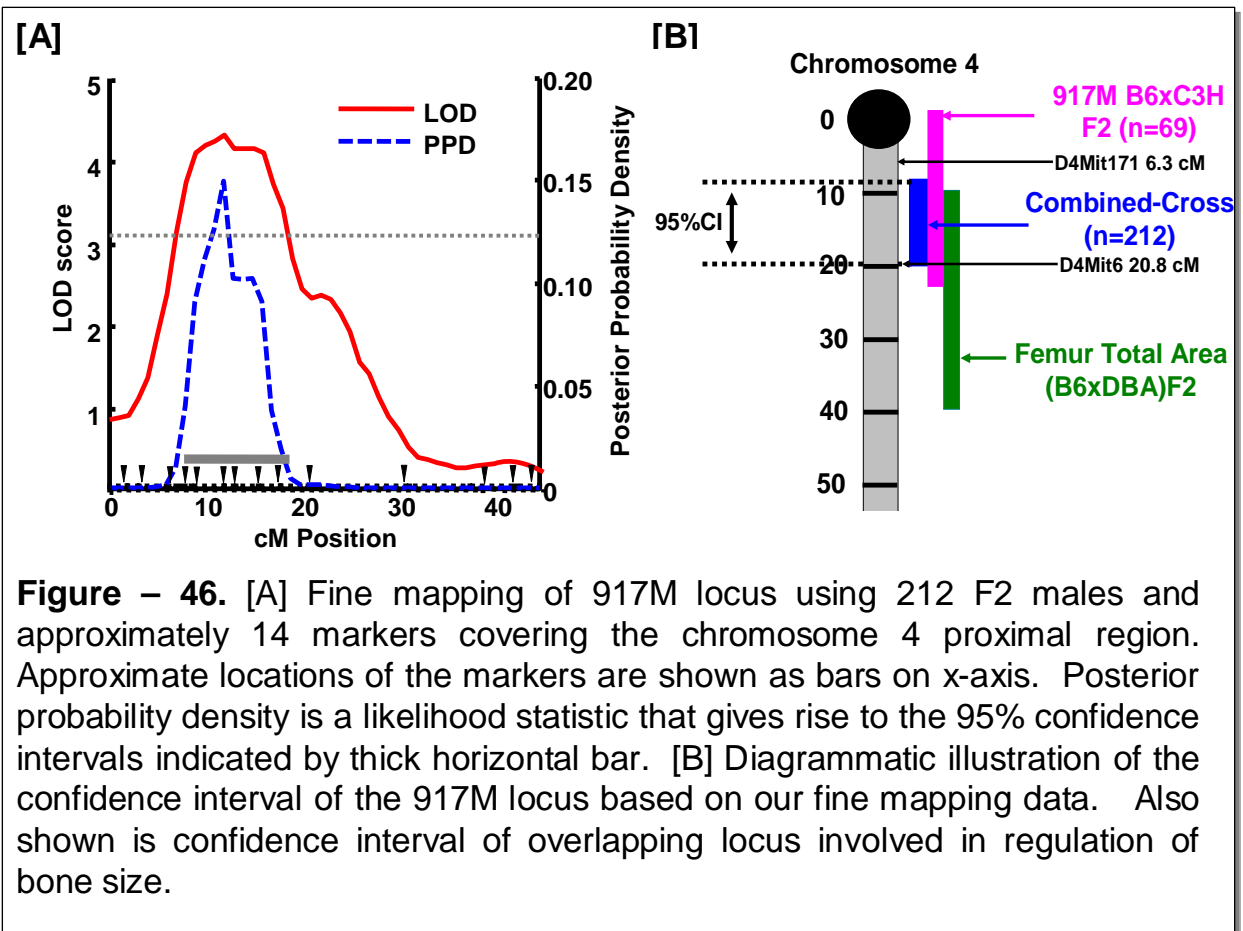 [A]
5
4
3
2
1
LOD score
LOD
PPD
0.20
0.15
0.10
0.05
0
Posterior Probability Density
0
10
20
30
40
cM Position
[B]
Chromosome 4
0
10
20
30
40
50
95%CI
917M B6xC3H
F2 (n=69)
D4Mit171 6.3 cM
Combined-Cross
(n=212)
D4Mit6 20.8 cM
Femur Total Area
(B6xDBA)F2
Figure – 46. [A] Fine mapping of 917M locus using 212 F2 males and
approximately 14 markers covering the chromosome 4 proximal region.
Approximate locations of the markers are shown as bars on x-axis. Posterior
probability density is a likelihood statistic that gives rise to the 95% confidence
intervals indicated by thick horizontal bar. [B] Diagrammatic illustration of the
confidence interval of the 917M locus based on our fine mapping data. Also
shown is confidence interval of overlapping locus involved in regulation of
bone size.